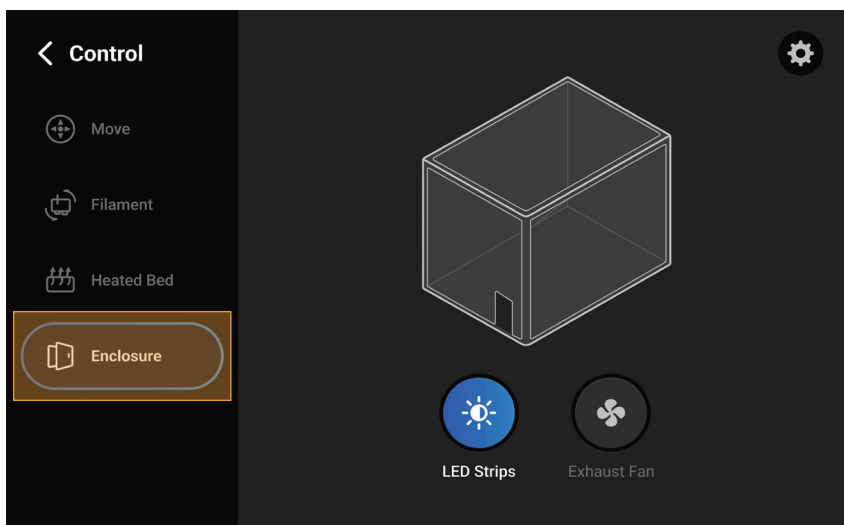 Control
Move
Filament
Heated Bed
Enclosure
LED Strips
Exhaust Fan